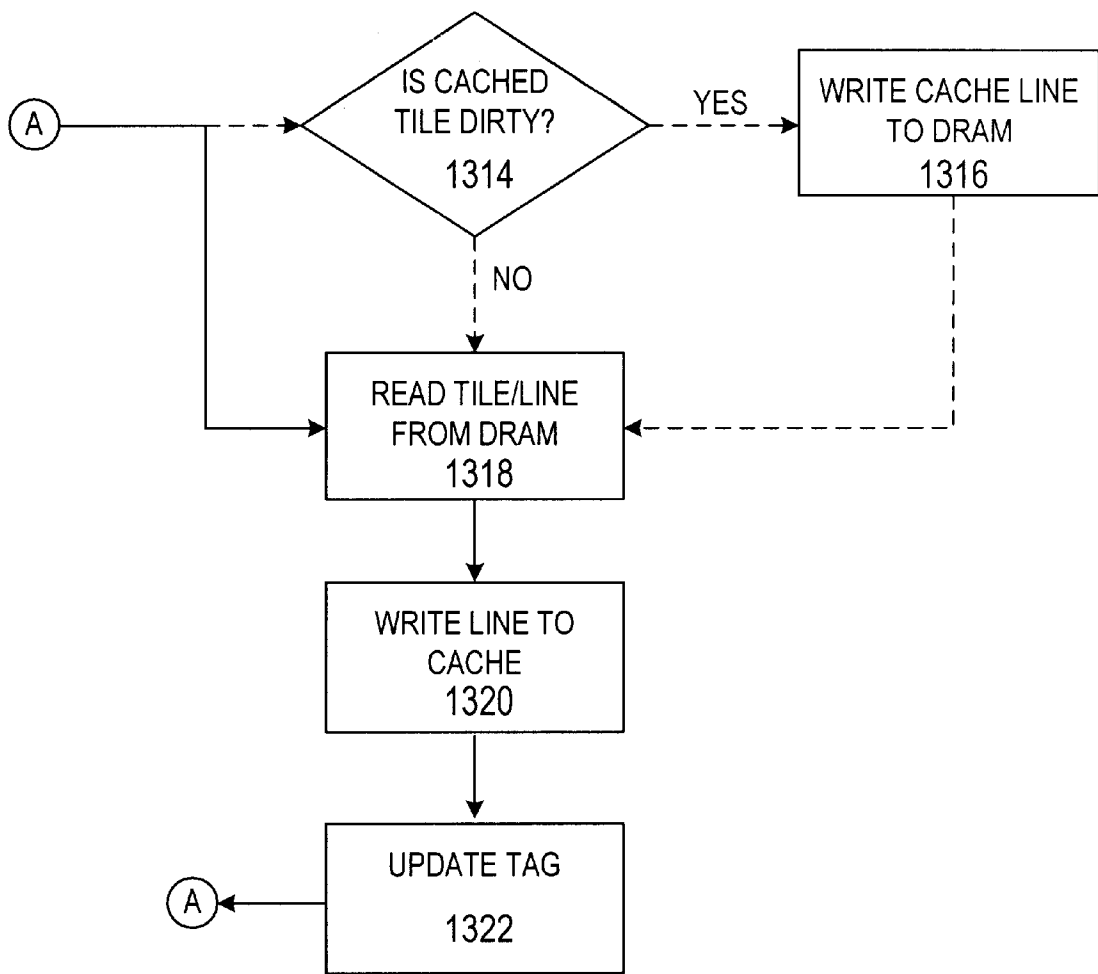 A
IS CACHED
TILE DIRTY?
1314
YES
WRITE CACHE LINE
TO DRAM
1316
NO
READ TILE/LINE
FROM DRAM
1318
WRITE LINE TO
CACHE
1320
UPDATE TAG
1322
A